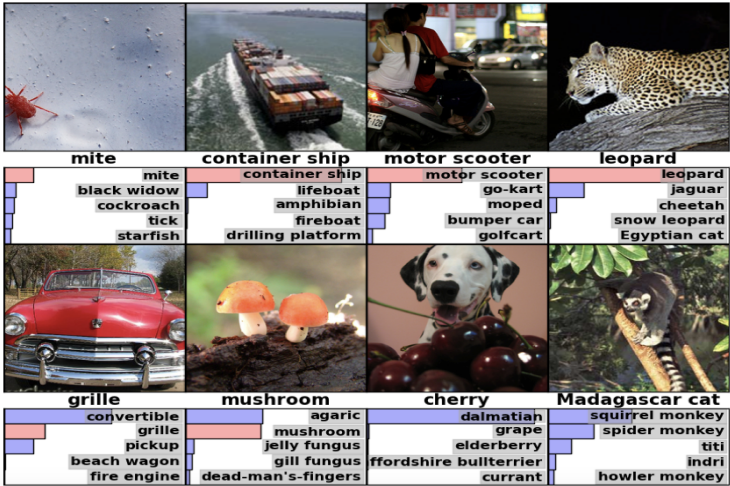 mite
container ship
motor scooter
leopard
mite
black widow
cockroach
tick
starfish
container ship
lifeboat
amphibian
fireboat
drilling platform
motor scooter
go-kart
moped
bumper car
golfcart
leopard
jaguar
cheetah
snow leopard
Egyptian cat
grille
mushroom
cherry
Madagascar cat
convertible
grille
pickup
beach wagon
fire engine
agaric
mushroom
jelly fungus
gill fungus
dead-man's-fingers
dalmatian
grape
elderberry
ffordshire bullterrier
currant
squirrel monkey
spider monkey
titi
indri
howler monkey